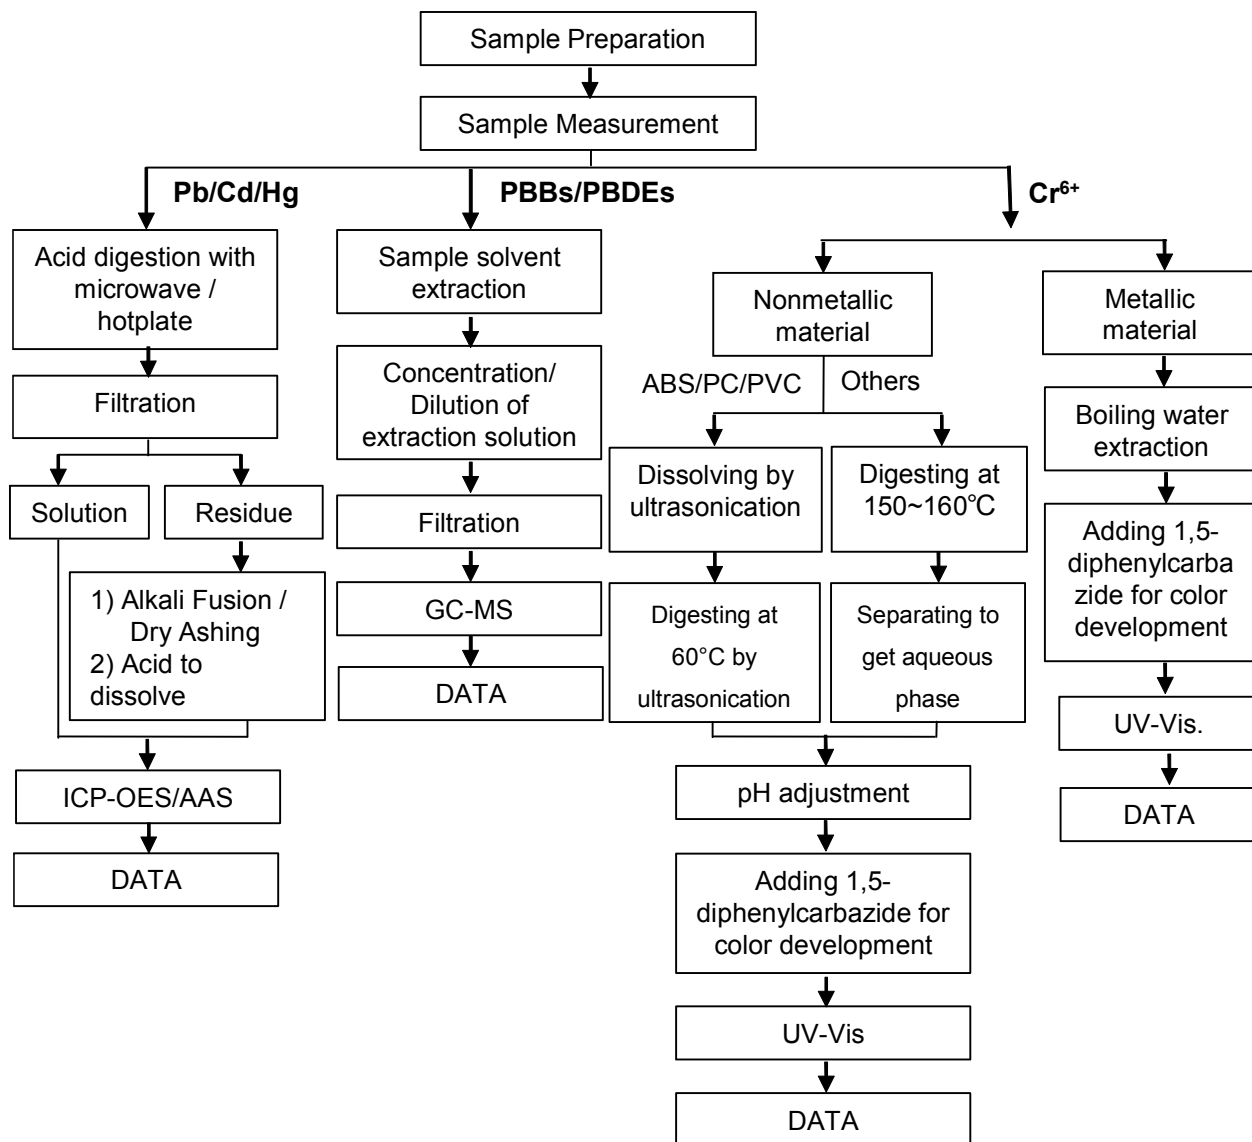 Sample Preparation
Sample Measurement
Pb/Cd/Hg
PBBs/PBDEs
Cr⁶⁺
Acid digestion with
microwave /
hotplate
Filtration
Solution
Residue
1) Alkali Fusion /
Dry Ashing
2) Acid to
dissolve
ICP-OES/AAS
DATA
Sample solvent
extraction
Concentration/
Dilution of
extraction solution
Filtration
GC-MS
DATA
Nonmetallic
material
ABS/PC/PVC
Others
Dissolving by
ultrasonication
Digesting at
60°C by
ultrasonication
Digesting at
150~160℃
Separating to
get aqueous
phase
pH adjustment
Adding 1,5-
diphenylcarbazide for
color development
UV-Vis
DATA
Metallic
material
Boiling water
extraction
Adding 1,5-
diphenylcarba
zide for color
development
UV-Vis.
DATA